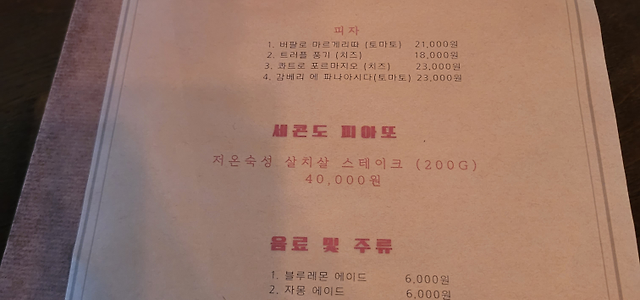 피자
1. 버팔로 마르게리따 (토마토) 21,000원
2. 트러플 풍기 (치즈) 18,000원
3. 콰트로 포르마지오 (치즈) 23,000원
4. 감베리 에 파나아시다(토마토) 23,000원
세콘도 피아또
저온숙성 살치살 스테이크 (200G)
40,000원
음료 및 주류
1. 블루레몬 에이드 6,000원
2. 자몽 에이드 6,000원